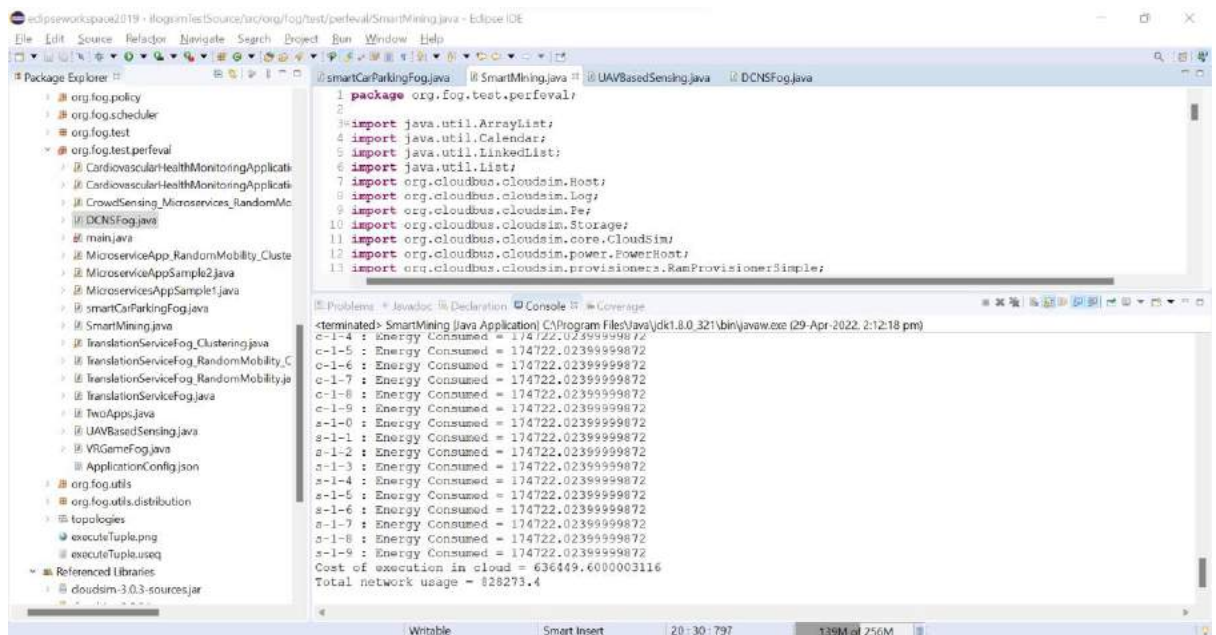 eclipseworkspace2019 - ifogsimTestSource/src/org/fog/test/perfeval/SmartMining.java - Eclipse IDE
File Edit Source Refactor Navigate Search Project Run Window Help
Package Explorer
org.fog.policy
org.fog.scheduler
org.fog.test
org.fog.test.perfeval
CardiovascularHealthMonitoringApplicati
CardiovascularHealthMonitoringApplicati
CrowdSensing_Microservices_RandomMo
DCNSFog.java
main.java
MicroserviceApp_RandomMobility_Cluste
MicroserviceAppSample2.java
MicroservicesAppSample1.java
smartCarParkingFog.java
SmartMining.java
TranslationServiceFog_Clustering.java
TranslationServiceFog_RandomMobility_C
TranslationServiceFog_RandomMobility.ja
TranslationServiceFog.java
TwoApps.java
UAVBasedSensing.java
VRGameFog.java
ApplicationConfig.json
org.fog.utils
org.fog.utils.distribution
topologies
executeTuple.png
executeTuple.useq
Referenced Libraries
cloudsim-3.0.3-sources.jar
smartCarParkingFog.java SmartMining.java UAVBasedSensing.java DCNSFog.java
1 package org.fog.test.perfeval;
2
3 import java.util.ArrayList;
4 import java.util.Calendar;
5 import java.util.LinkedList;
6 import java.util.List;
7 import org.cloudbus.cloudsim.Host;
8 import org.cloudbus.cloudsim.Log;
9 import org.cloudbus.cloudsim.Pe;
10 import org.cloudbus.cloudsim.Storage;
11 import org.cloudbus.cloudsim.core.CloudSim;
12 import org.cloudbus.cloudsim.power.PowerHost;
13 import org.cloudbus.cloudsim.provisioners.RamProvisionerSimple;
Problems Javadoc Declaration Console Coverage
<terminated> SmartMining [Java Application] C:\Program Files\Java\jdk1.8.0_321\bin\javaw.exe (29-Apr-2022, 2:12:18 pm)
c-1-4 : Energy Consumed = 174722.02399999872
c-1-5 : Energy Consumed = 174722.02399999872
c-1-6 : Energy Consumed = 174722.02399999872
c-1-7 : Energy Consumed = 174722.02399999872
c-1-8 : Energy Consumed = 174722.02399999872
c-1-9 : Energy Consumed = 174722.02399999872
s-1-0 : Energy Consumed = 174722.02399999872
s-1-1 : Energy Consumed = 174722.02399999872
s-1-2 : Energy Consumed = 174722.02399999872
s-1-3 : Energy Consumed = 174722.02399999872
s-1-4 : Energy Consumed = 174722.02399999872
s-1-5 : Energy Consumed = 174722.02399999872
s-1-6 : Energy Consumed = 174722.02399999872
s-1-7 : Energy Consumed = 174722.02399999872
s-1-8 : Energy Consumed = 174722.02399999872
s-1-9 : Energy Consumed = 174722.02399999872
Cost of execution in cloud = 636449.6000003116
Total network usage = 828273.4
Writable Smart Insert 20 : 30 : 797 139M of 256M